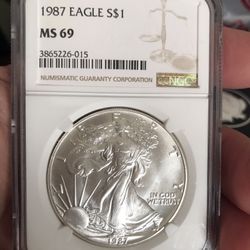 1987 EAGLE S$1
MS 69
3865226-015
NUMISMATIC GUARANTY CORPORATION
NGC
IN GOD
WE TRUST
1987